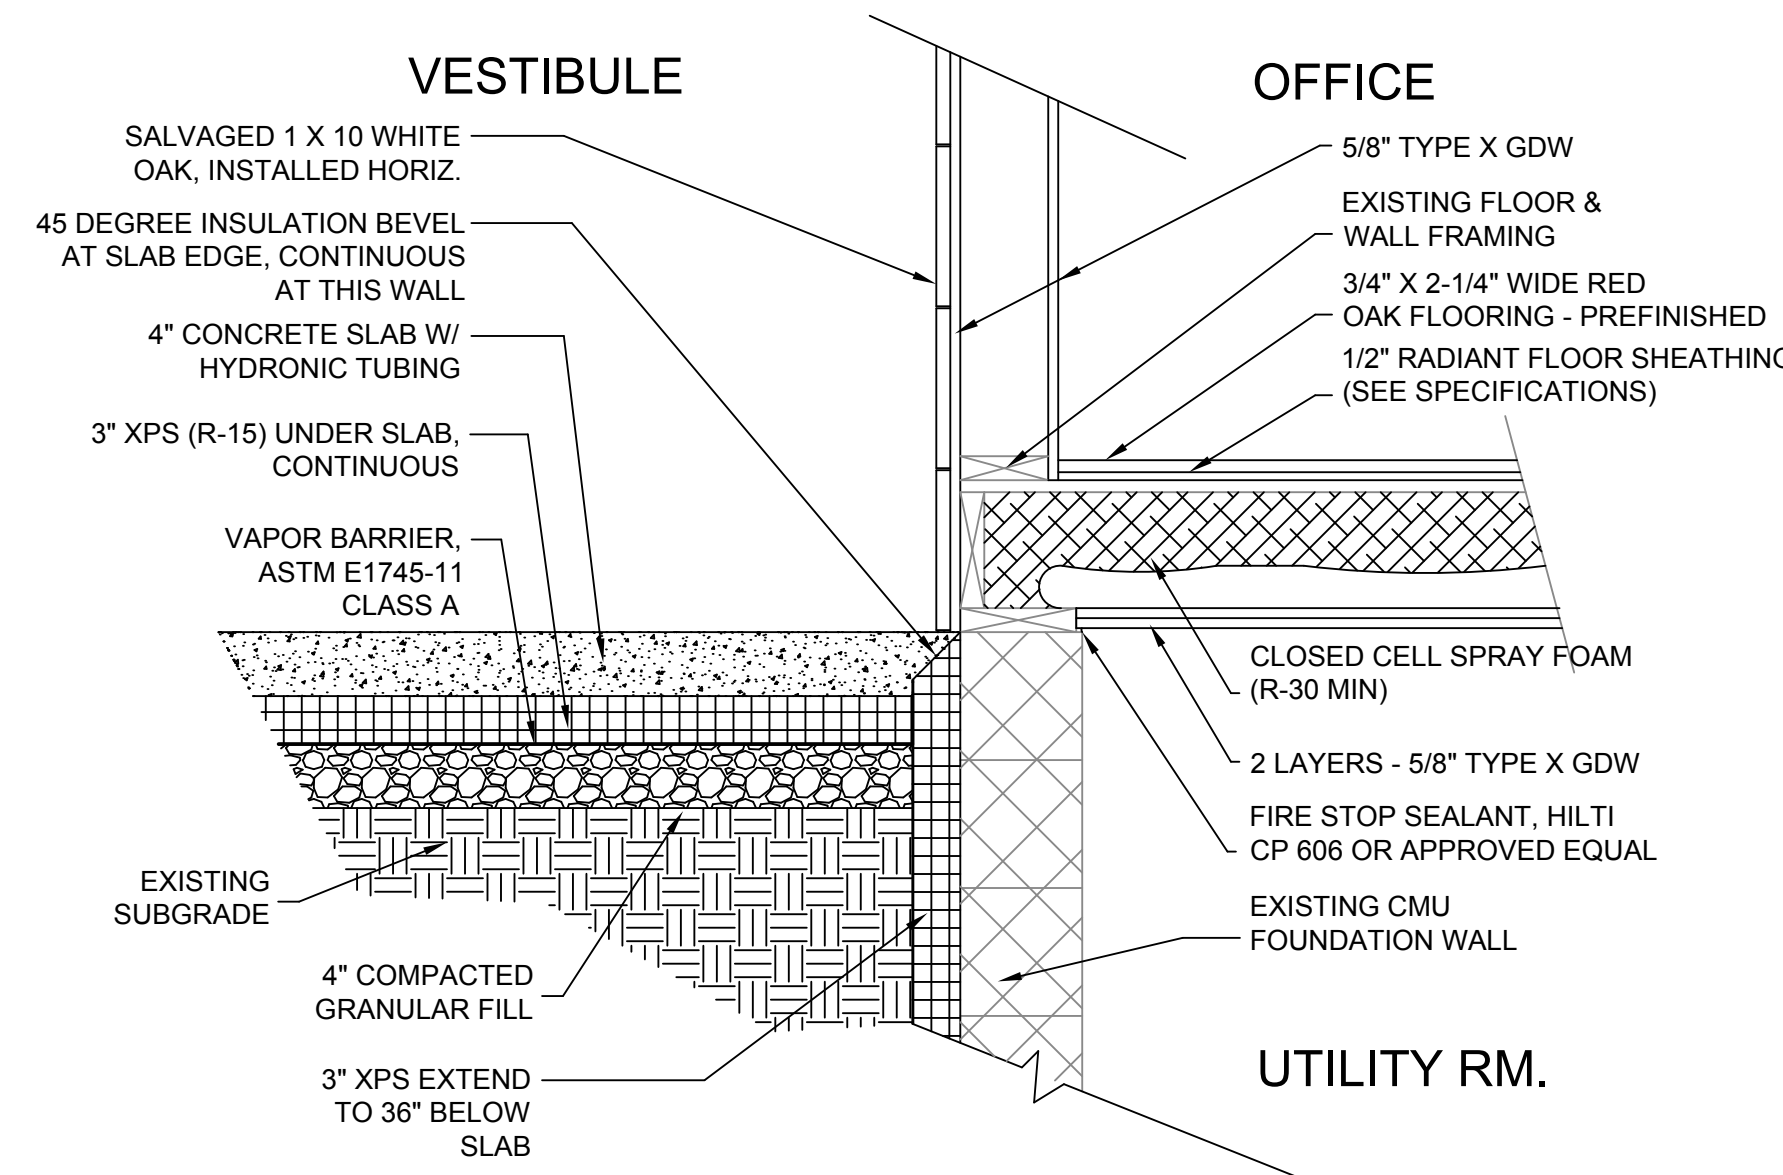 VESTIBULE
SALVAGED 1 X 10 WHITE
OAK, INSTALLED HORIZ.
45 DEGREE INSULATION BEVEL
AT SLAB EDGE, CONTINUOUS
AT THIS WALL
4" CONCRETE SLAB W/
HYDRONIC TUBING
3" XPS (R-15) UNDER SLAB,
CONTINUOUS
VAPOR BARRIER,
ASTM E1745-11
CLASS A
EXISTING
SUBGRADE
4" COMPACTED
GRANULAR FILL
3" XPS EXTEND
TO 36" BELOW
SLAB
OFFICE
5/8" TYPE X GDW
EXISTING FLOOR &
WALL FRAMING
3/4" X 2-1/4" WIDE RED
OAK FLOORING - PREFINISHED
1/2" RADIANT FLOOR SHEATHING
(SEE SPECIFICATIONS)
CLOSED CELL SPRAY FOAM
(R-30 MIN)
2 LAYERS - 5/8" TYPE X GDW
FIRE STOP SEALANT, HILTI
CP 606 OR APPROVED EQUAL
EXISTING CMU
FOUNDATION WALL
UTILITY RM.